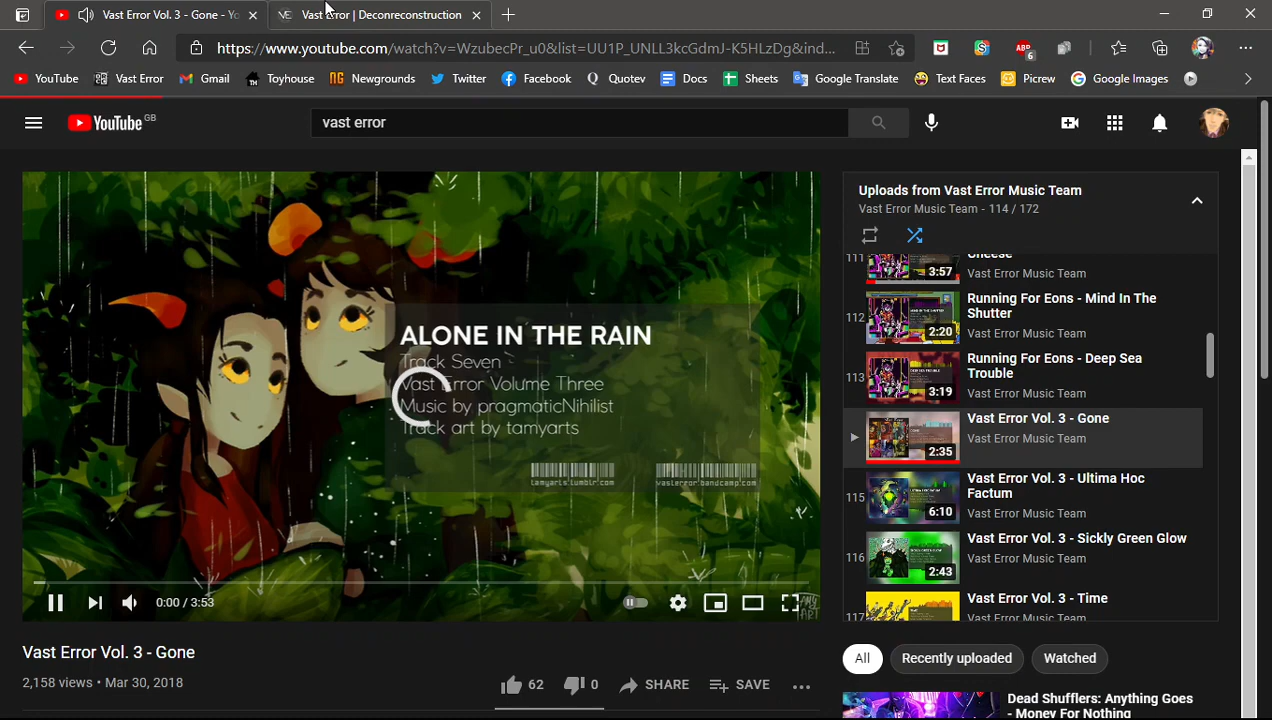 Vast Error Vol. 3 - Gone - Yo
VE Vast Error | Deonreconstruction
https://www.youtube.com/watch?v=WzubecPr_u0&list=UU1P_UNLL3kcGdmJ-K5HLzDg&ind...
6
YouTube Vast Error Gmail Toyhouse Newgrounds Twitter Facebook Quotev Docs Sheets Google Translate Text Faces Picrew Google Images
YouTube GB
vast error
ALONE IN THE RAIN
Track Seven
Vast Error Volume Three
Music by pragmaticNihilist
Track art by tamyarts
tamyarts.tumblr.com vasterror.bandcamp.com
0:00 / 3:53
Vast Error Vol. 3 - Gone
2,158 views • Mar 30, 2018
62 0 SHARE SAVE
Uploads from Vast Error Music Team
Vast Error Music Team - 114 / 172
111 3:57 Cheese
Vast Error Music Team
112 2:20 Running For Eons - Mind In The
Shutter
Vast Error Music Team
113 3:19 Running For Eons - Deep Sea
Trouble
Vast Error Music Team
2:35 Vast Error Vol. 3 - Gone
Vast Error Music Team
115 6:10 Vast Error Vol. 3 - Ultima Hoc
Factum
Vast Error Music Team
116 2:43 Vast Error Vol. 3 - Sickly Green Glow
Vast Error Music Team
117 Vast Error Vol. 3 - Time
Vast Error Music Team
All Recently uploaded Watched
Dead Shufflers: Anything Goes
- Money For Nothing